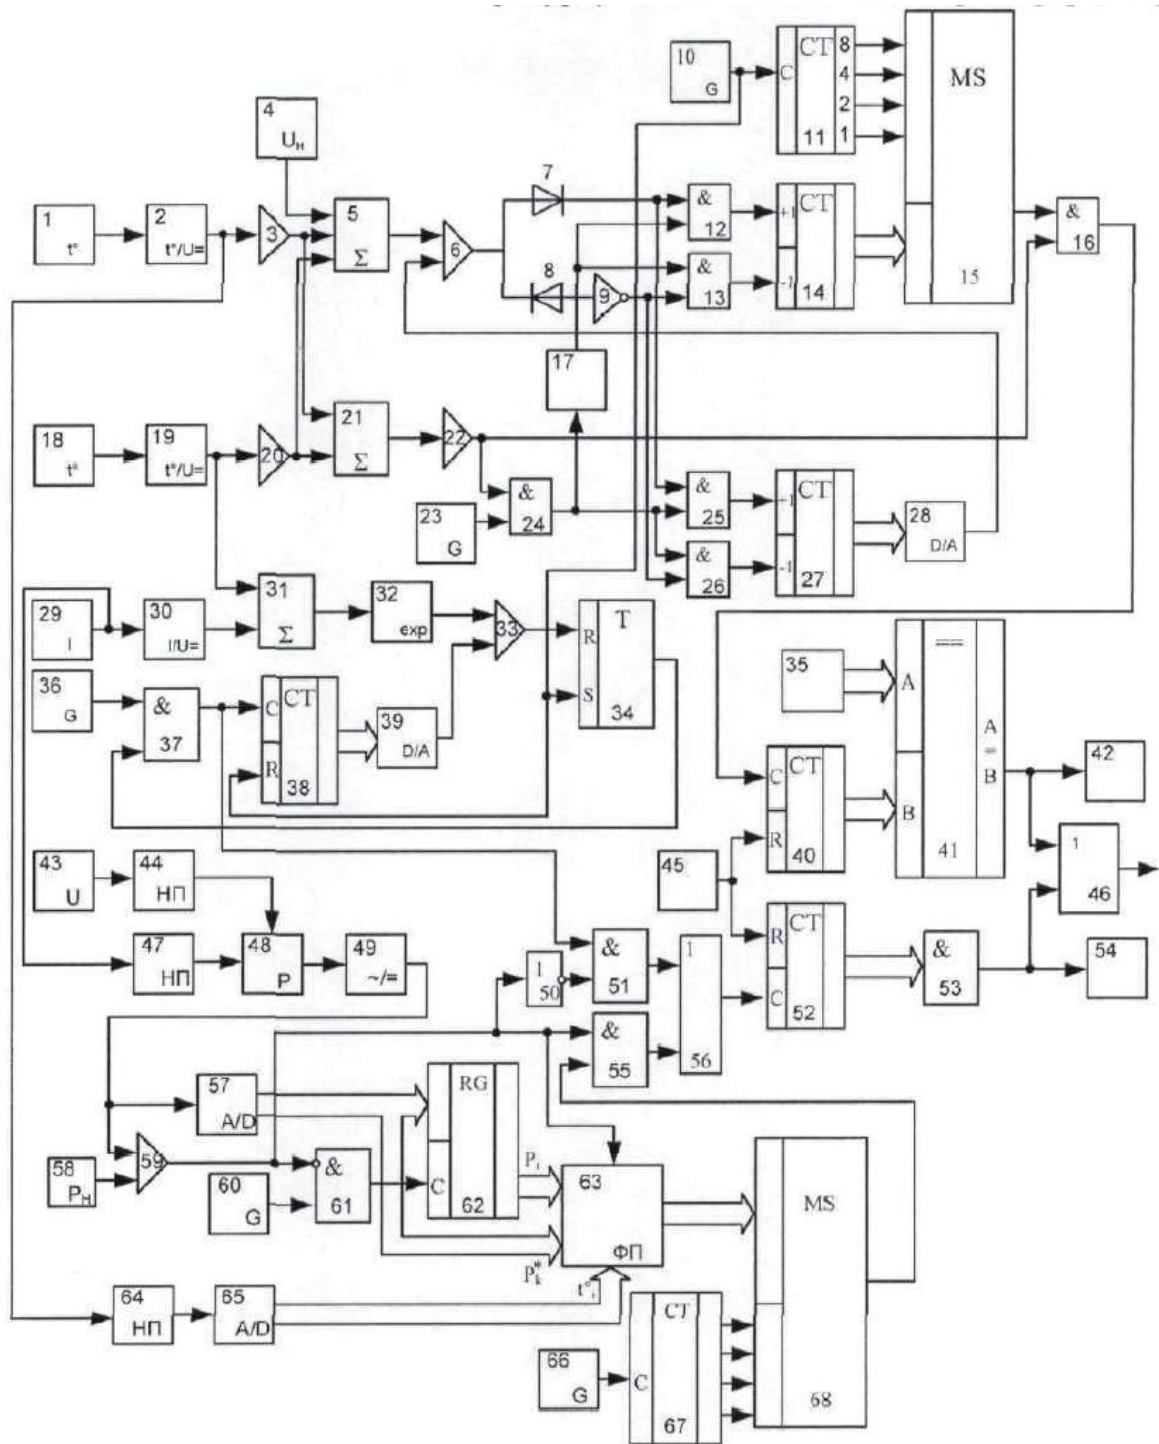 10
G
C
CT
8
4
2
1
11
MS
15
4
Uн
7
1
t°
2
t°/U=
3
5
Σ
6
8
9
&
12
&
13
+1
-1
CT
14
&
16
17
18
t°
19
t°/U=
20
21
Σ
22
23
G
&
24
&
25
&
26
+1
-1
CT
27
28
D/A
29
I
30
I/U=
31
Σ
32
exp
33
R
S
T
34
35
A
B
==
A
=
B
41
36
G
&
37
C
R
CT
38
39
D/A
C
R
CT
40
42
43
U
44
НП
45
1
46
47
НП
48
P
49
~/=
1
50
&
51
1
56
R
C
CT
52
&
53
54
&
55
57
A/D
58
Pн
59
60
G
&
61
RG
C
62
Pi
Pk*
t°i
63
ФП
MS
68
64
НП
65
A/D
66
G
C
CT
67